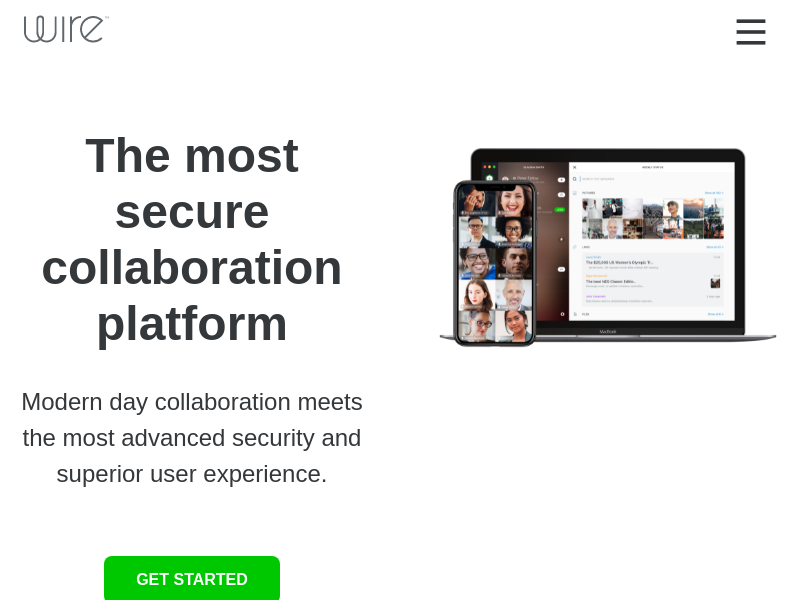 wire™
The most
secure
collaboration
platform
Modern day collaboration meets
the most advanced security and
superior user experience.
GET STARTED